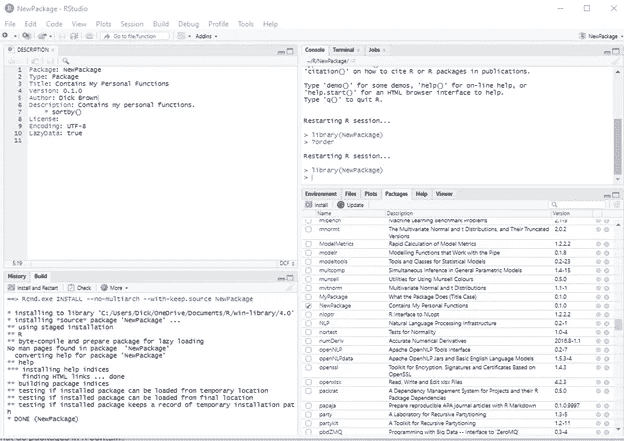 NewPackage - RStudio
File Edit Code View Plots Session Build Debug Profile Tools Help
Go to file/function
Addins
NewPackage
DESCRIPTION
1 Package: NewPackage
2 Type: Package
3 Title: Contains My Personal Functions
4 Version: 0.1.0
5 Author: Dick Brown
6 Description: Contains my personal functions.
7 * sortby()
8 License:
9 Encoding: UTF-8
10 LazyData: true
11
5:19
DCF
Console Terminal Jobs
~/R/NewPackage/
'citation()' on how to cite R or R packages in publications.
Type 'demo()' for some demos, 'help()' for on-line help, or
'help.start()' for an HTML browser interface to help.
Type 'q()' to quit R.
Restarting R session...
> library(NewPackage)
> ?order
Restarting R session...
> library(NewPackage)
>
Environment Files Plots Packages Help Viewer
Install Update
Name Description Version
mlbench Machine Learning Benchmark Problems
mnormt The Multivariate Normal and t Distributions, and Their Truncated Versions 2.0.2
ModelMetrics Rapid Calculation of Model Metrics 1.2.2.2
modelr Modelling Functions that Work with the Pipe 0.1.8
modeltools Tools and Classes for Statistical Models 0.2-23
multcomp Simultaneous Inference in General Parametric Models 1.4-15
munsell Utilities for Using Munsell Colours 0.5.0
mvtnorm Multivariate Normal and t Distributions 1.1-1
MyPackage What the Package Does (Title Case) 0.1.0
NewPackage Contains My Personal Functions 0.1.0
nloptr R Interface to NLopt 1.2.2.2
NLP Natural Language Processing Infrastructure 0.2-1
nortest Tests for Normality 1.0-4
numDeriv Accurate Numerical Derivatives 2016.8-1.1
openNLP Apache OpenNLP Tools Interface 0.2-7
openNLPdata Apache OpenNLP Jars and Basic English Language Models 1.5.3-4
openssl Toolkit for Encryption, Signatures and Certificates Based on OpenSSL 1.4.3
openxlsx Read, Write and Edit xlsx Files 4.2.3
packrat A Dependency Management System for Projects and their R Package Dependencies 0.5.0
papaja Prepare reproducible APA journal articles with R Markdown 0.1.0.9997
party A Laboratory for Recursive Partytioning 1.3-5
partykit A Toolkit for Recursive Partytioning 1.2-11
pbdZMQ Programming with Big Data -- Interface to 'ZeroMQ' 0.3-4
History Build
Install and Restart Check More
==> Rcmd.exe INSTALL --no-multiarch --with-keep.source NewPackage
* installing to library 'C:/Users/Dick/OneDrive/Documents/R/win-library/4.0'
* installing *source* package 'NewPackage' ...
** using staged installation
** R
** byte-compile and prepare package for lazy loading
No man pages found in package 'NewPackage'
converting help for package 'NewPackage'
** help
*** installing help indices
finding HTML links ... done
** building package indices
** testing if installed package can be loaded from temporary location
** testing if installed package can be loaded from final location
** testing if installed package keeps a record of temporary installation pat
h
* DONE (NewPackage)